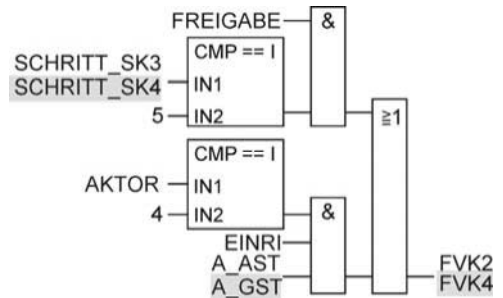 FREIGABE
&
CMP == I
SCHRITT_SK3
SCHRITT_SK4
IN1
5
IN2
≥1
CMP == I
AKTOR
IN1
4
IN2
&
EINRI
A_AST
A_GST
FVK2
FVK4